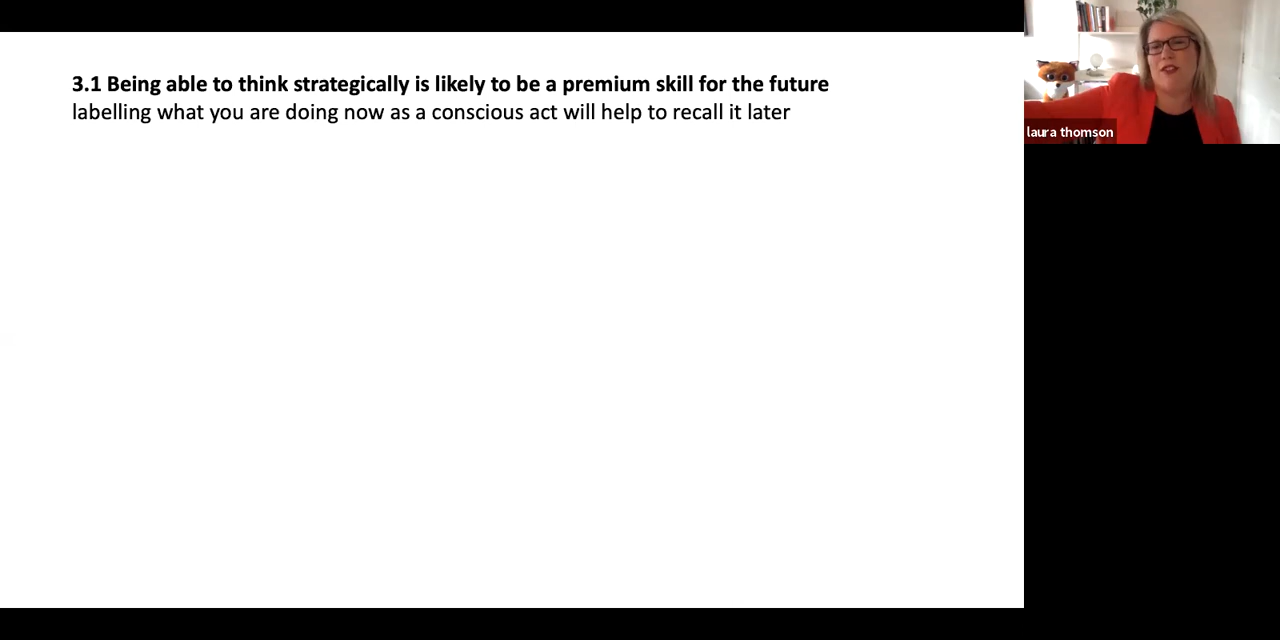 3.1 Being able to think strategically is likely to be a premium skill for the future
labelling what you are doing now as a conscious act will help to recall it later
laura thomson